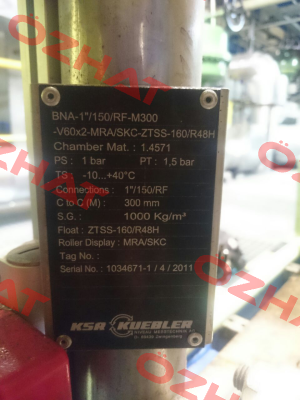 BNA-1"/150/RF-M300
-V60x2-MRA/SKC-ZTSS-160/R48H
Chamber Mat. : 1.4571
PS : 1 bar PT : 1,5 bar
TS : -10...+40°C
Connections : 1"/150/RF
C to C (M) : 300 mm
S.G. : 1000 Kg/m³
Float : ZTSS-160/R48H
Roller Display : MRA/SKC
Tag No. :
Serial No. : 1034671-1 / 4 / 2011
KSR KUEBLER
OZHAT
OZHAT
OZHAT
OZHAT